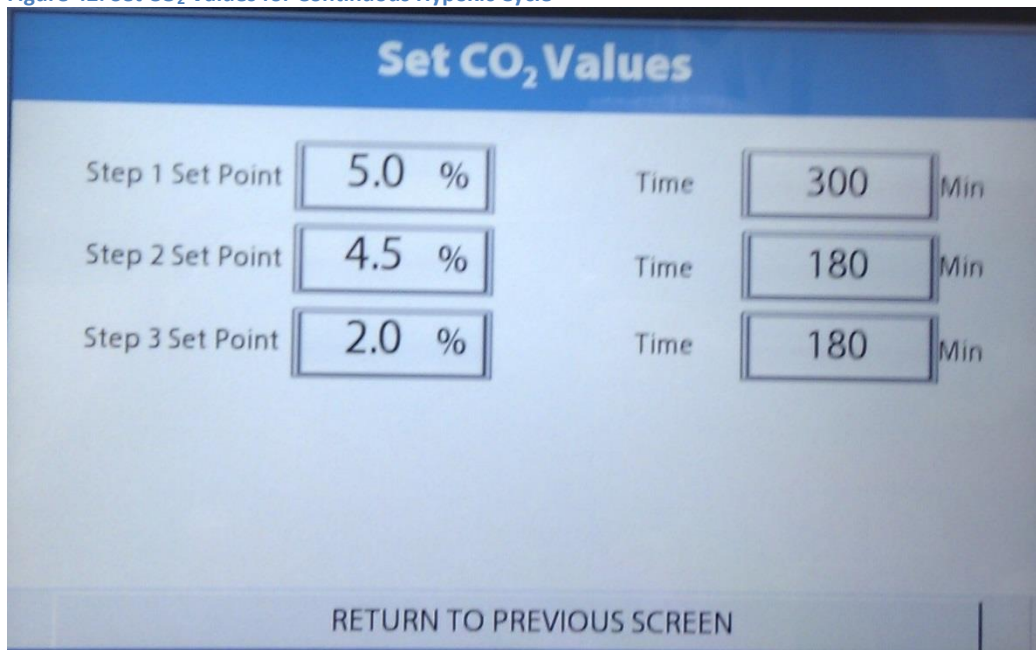 Set CO₂ Values
Step 1 Set Point 5.0 % Time 300 Min
Step 2 Set Point 4.5 % Time 180 Min
Step 3 Set Point 2.0 % Time 180 Min
RETURN TO PREVIOUS SCREEN